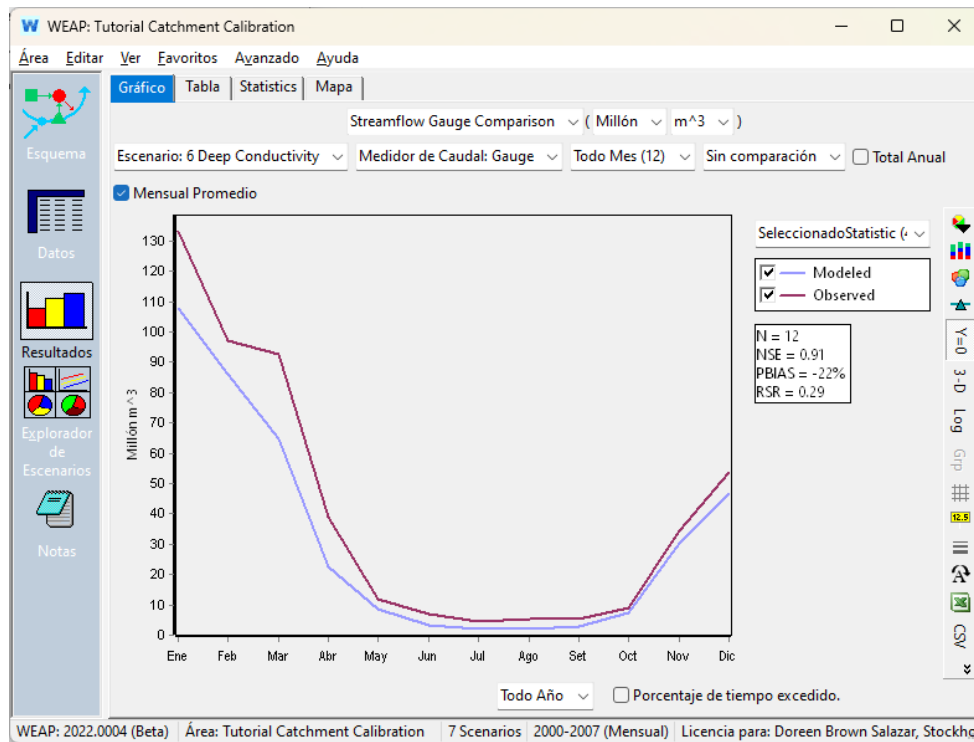 WEAP: Tutorial Catchment Calibration
Área Editar Ver Favoritos Avanzado Ayuda
Gráfico Tabla Statistics Mapa
Streamflow Gauge Comparison ( Millón m^3 )
Escenario: 6 Deep Conductivity Medidor de Caudal: Gauge Todo Mes (12) Sin comparación Total Anual
Mensual Promedio
Esquema
Datos
Resultados
Explorador
de
Escenarios
Notas
Millón m^3
130
120
110
100
90
80
70
60
50
40
30
20
10
0
Ene Feb Mar Abr May Jun Jul Ago Set Oct Nov Dic
SeleccionadoStatistic (
Modeled
Observed
N = 12
NSE = 0.91
PBIAS = -22%
RSR = 0.29
Y=0
3-D
Log
Grp
12.5
A
CSV
Todo Año Porcentaje de tiempo excedido.
WEAP: 2022.0004 (Beta) Área: Tutorial Catchment Calibration 7 Scenarios 2000-2007 (Mensual) Licencia para: Doreen Brown Salazar, Stockh